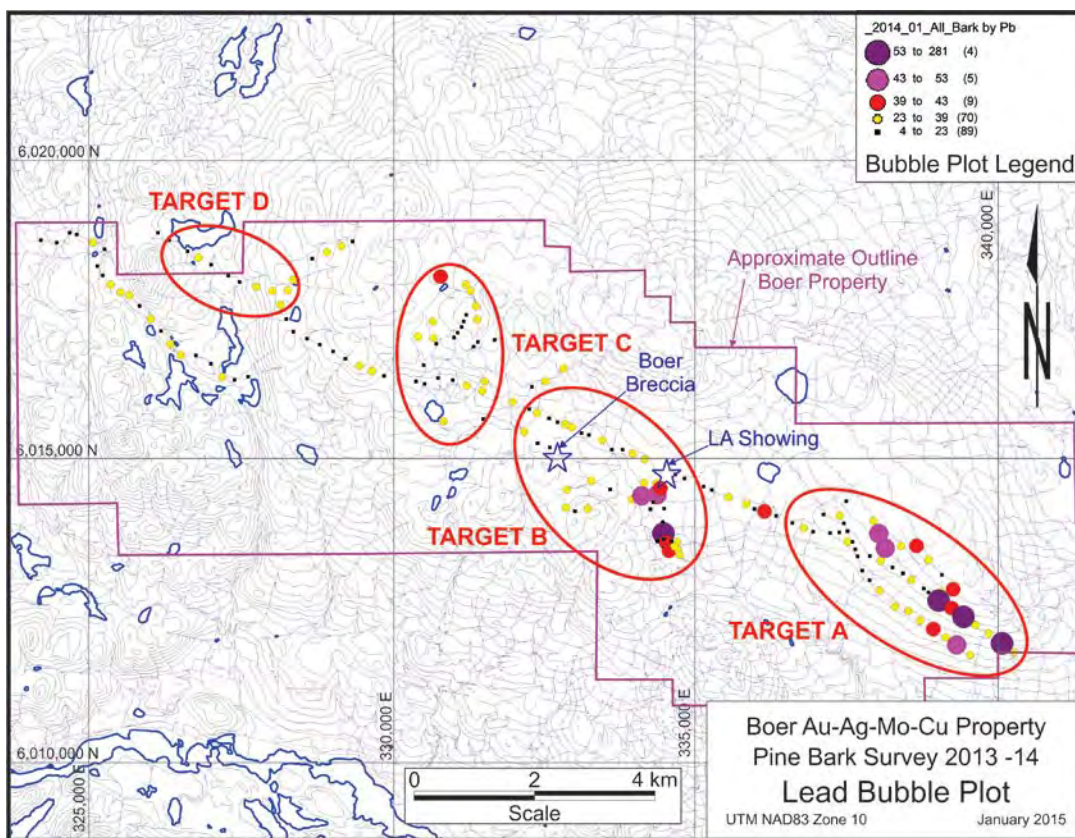 _2014_01_All_Bark by Pb
53 to 281 (4)
43 to 53 (5)
39 to 43 (9)
23 to 39 (70)
4 to 23 (89)
Bubble Plot Legend
6,020,000 N
TARGET D
340,000 E
Approximate Outline
Boer Property
N
TARGET C
Boer
Breccia
LA Showing
6,015,000 N
TARGET B
TARGET A
330,000 E
335,000 E
6,010,000 N
325,000 E
0 2 4 km
Scale
Boer Au-Ag-Mo-Cu Property
Pine Bark Survey 2013 -14
Lead Bubble Plot
UTM NAD83 Zone 10 January 2015